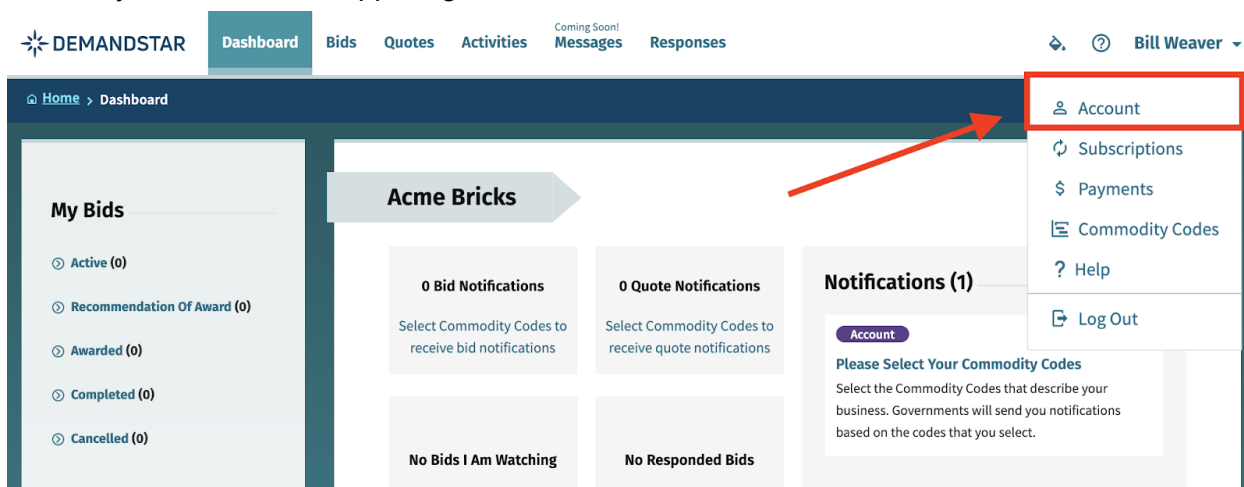 Coming Soon!
DEMANDSTAR Dashboard Bids Quotes Activities Messages Responses Bill Weaver
Home > Dashboard
Account
Subscriptions
$ Payments
Commodity Codes
? Help
Log Out
My Bids
Active (0)
Recommendation Of Award (0)
Awarded (0)
Completed (0)
Cancelled (0)
Acme Bricks
0 Bid Notifications
Select Commodity Codes to
receive bid notifications
0 Quote Notifications
Select Commodity Codes to
receive quote notifications
No Bids I Am Watching
No Responded Bids
Notifications (1)
Account
Please Select Your Commodity Codes
Select the Commodity Codes that describe your
business. Governments will send you notifications
based on the codes that you select.